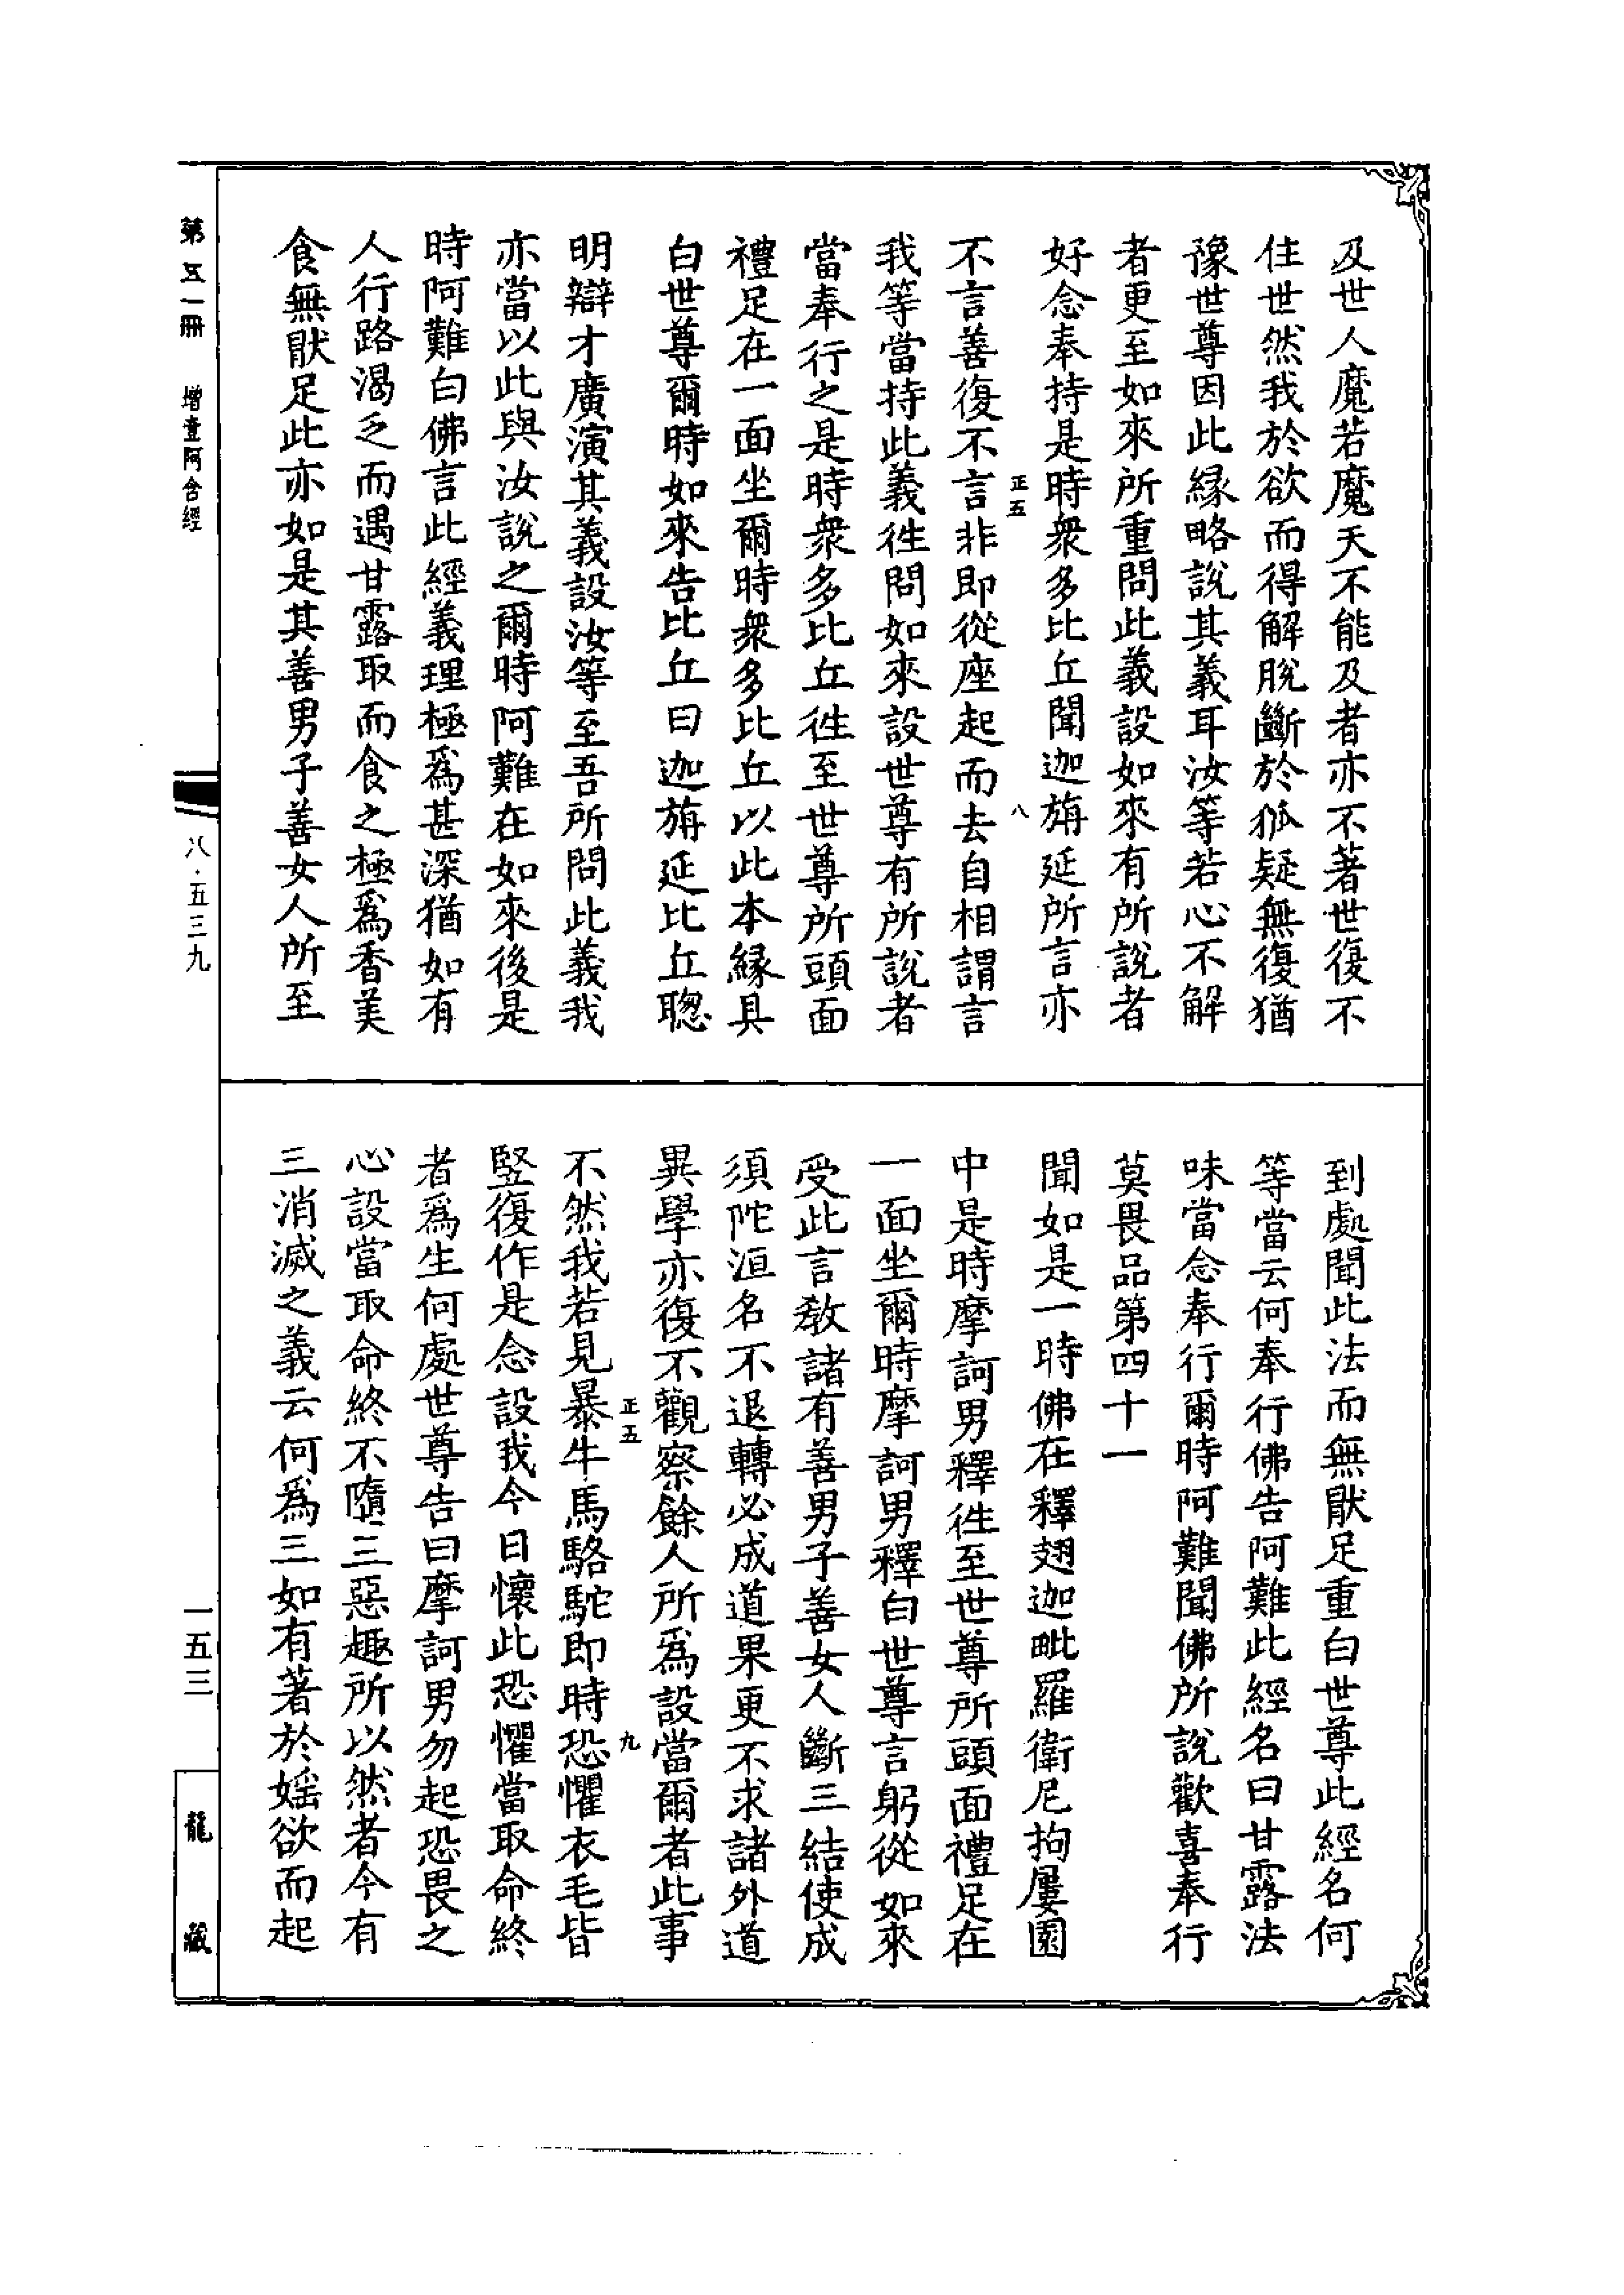 及世人魔若魔天不能及者亦不著世復不
住世然我於欲而得解脫斷於狐疑無復猶
豫世尊因此緣略說其義耳汝等若心不解
者更至如來所重問此義設如來有所說者
好念奉持是時衆多比丘聞迦旃延所言亦
正五 八
不言善復不言非即從座起而去自相謂言
我等當持此義徃問如來設世尊有所說者
當奉行之是時衆多比丘徃至世尊所頭面
禮足在一面坐爾時衆多比丘以此本緣具
白世尊爾時如來告比丘曰迦旃延比丘聰
明辯才廣演其義設汝等至吾所問此義我
亦當以此與汝說之爾時阿難在如來後是
時阿難白佛言此經義理極爲甚深猶如有
人行路渴乏而遇甘露取而食之極爲香美
食無猒足此亦如是其善男子善女人所至
到處聞此法而無猒足重白世尊此經名何
等當云何奉行佛告阿難此經名曰甘露法
味當念奉行爾時阿難聞佛所說歡喜奉行
莫畏品第四十一
聞如是一時佛在釋翅迦毗羅衛尼拘屢園
中是時摩訶男釋徃至世尊所頭面禮足在
一面坐爾時摩訶男釋白世尊言躬從如來
受此言教諸有善男子善女人斷三結使成
須陀洹名不退轉必成道果更不求諸外道
異學亦復不觀察餘人所爲設當爾者此事
正五 九
不然我若見暴牛馬駱駝即時恐懼衣毛皆
竪復作是念設我今日懷此恐懼當取命終
者爲生何處世尊告曰摩訶男勿起恐畏之
心設當取命終不墮三惡趣所以然者今有
三消滅之義云何爲三如有著於婬欲而起
第五一冊 增壹阿含經
八·五三九
一五三
龍藏